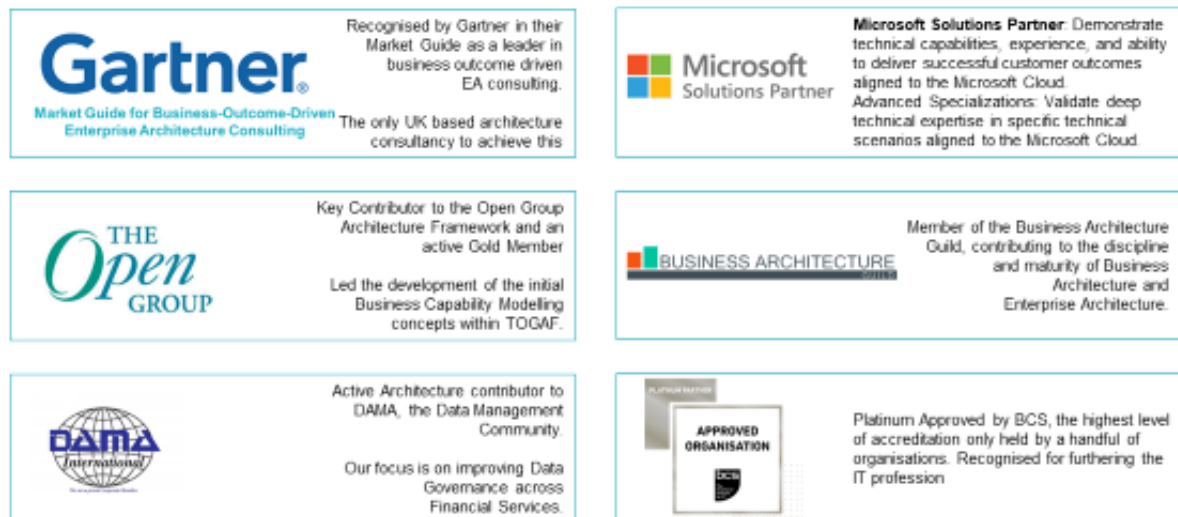 Gartner®
Market Guide for Business-Outcome-Driven
Enterprise Architecture Consulting
Recognised by Gartner in their
Market Guide as a leader in
business outcome driven
EA consulting.
The only UK based architecture
consultancy to achieve this
Microsoft
Solutions Partner
Microsoft Solutions Partner: Demonstrate
technical capabilities, experience, and ability
to deliver successful customer outcomes
aligned to the Microsoft Cloud.
Advanced Specializations: Validate deep
technical expertise in specific technical
scenarios aligned to the Microsoft Cloud.
THE
Open
GROUP
Key Contributor to the Open Group
Architecture Framework and an
active Gold Member
Led the development of the initial
Business Capability Modelling
concepts within TOGAF.
BUSINESS ARCHITECTURE
GUILD
Member of the Business Architecture
Guild, contributing to the discipline
and maturity of Business
Architecture and
Enterprise Architecture.
DAMA
International
Active Architecture contributor to
DAMA, the Data Management
Community.
Our focus is on improving Data
Governance across
Financial Services.
PLATINUM PARTNER
APPROVED
ORGANISATION
bcs
Platinum Approved by BCS, the highest level
of accreditation only held by a handful of
organisations. Recognised for furthering the
IT profession